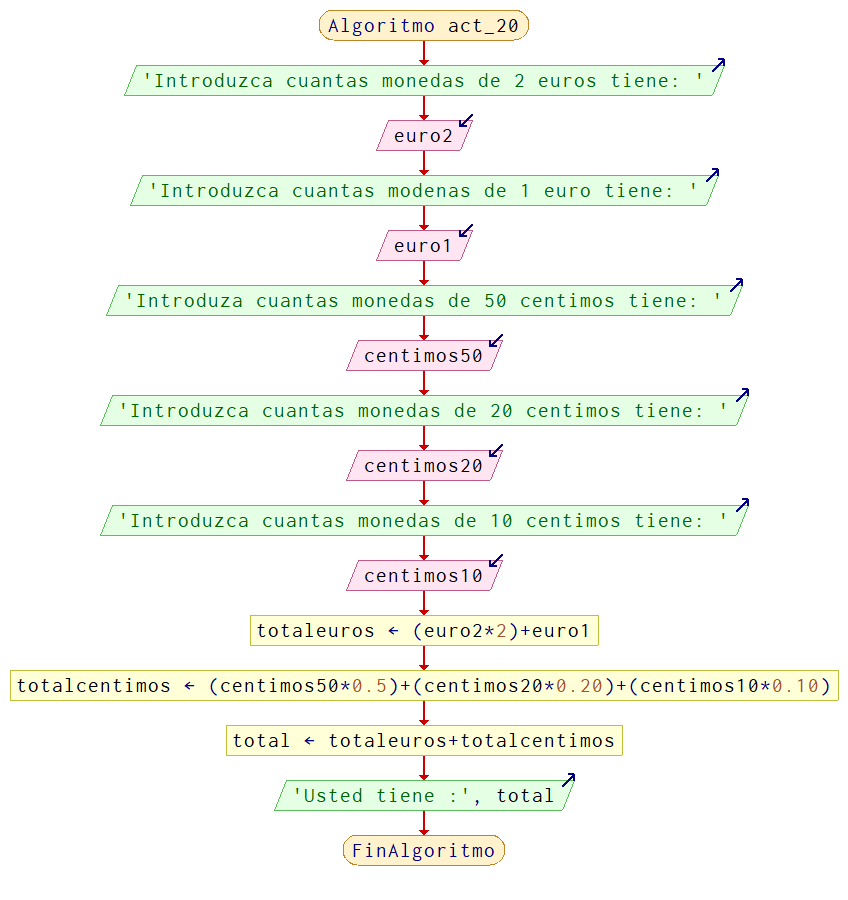 Algoritmo act_20
'Introduzca cuantas monedas de 2 euros tiene: '
euro2
'Introduzca cuantas modenas de 1 euro tiene: '
euro1
'Introduza cuantas monedas de 50 centimos tiene: '
centimos50
'Introduzca cuantas monedas de 20 centimos tiene: '
centimos20
'Introduzca cuantas monedas de 10 centimos tiene: '
centimos10
totaleuros ← (euro2*2)+euro1
totalcentimos ← (centimos50*0.5)+(centimos20*0.20)+(centimos10*0.10)
total ← totaleuros+totalcentimos
'Usted tiene :', total
FinAlgoritmo